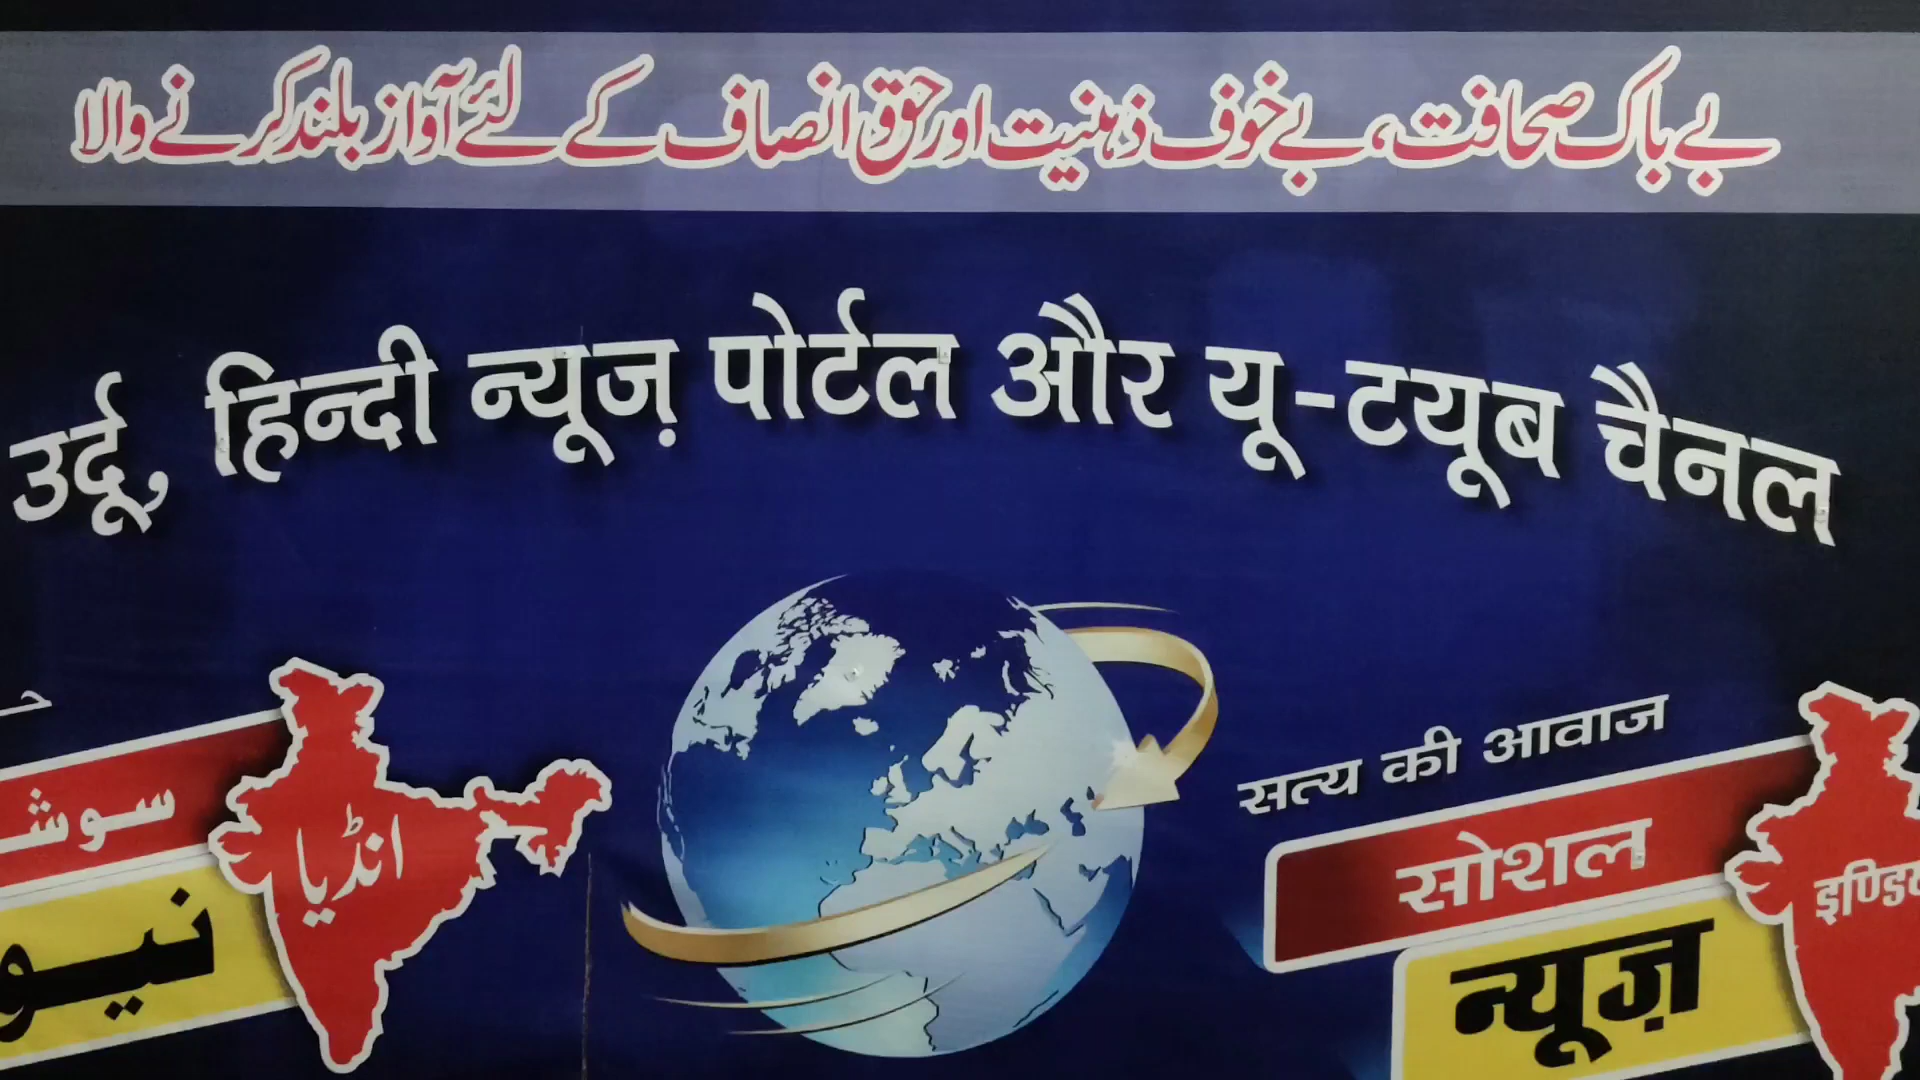 بے باک صحافت، بے خوف ذہنیت اور حق انصاف کے لئے آواز بلند کرنے والا
उर्दू, हिन्दी न्यूज़ पोर्टल और यू-टयूब चैनल
انڈیا
सत्य की आवाज
सोशल
न्यूज़